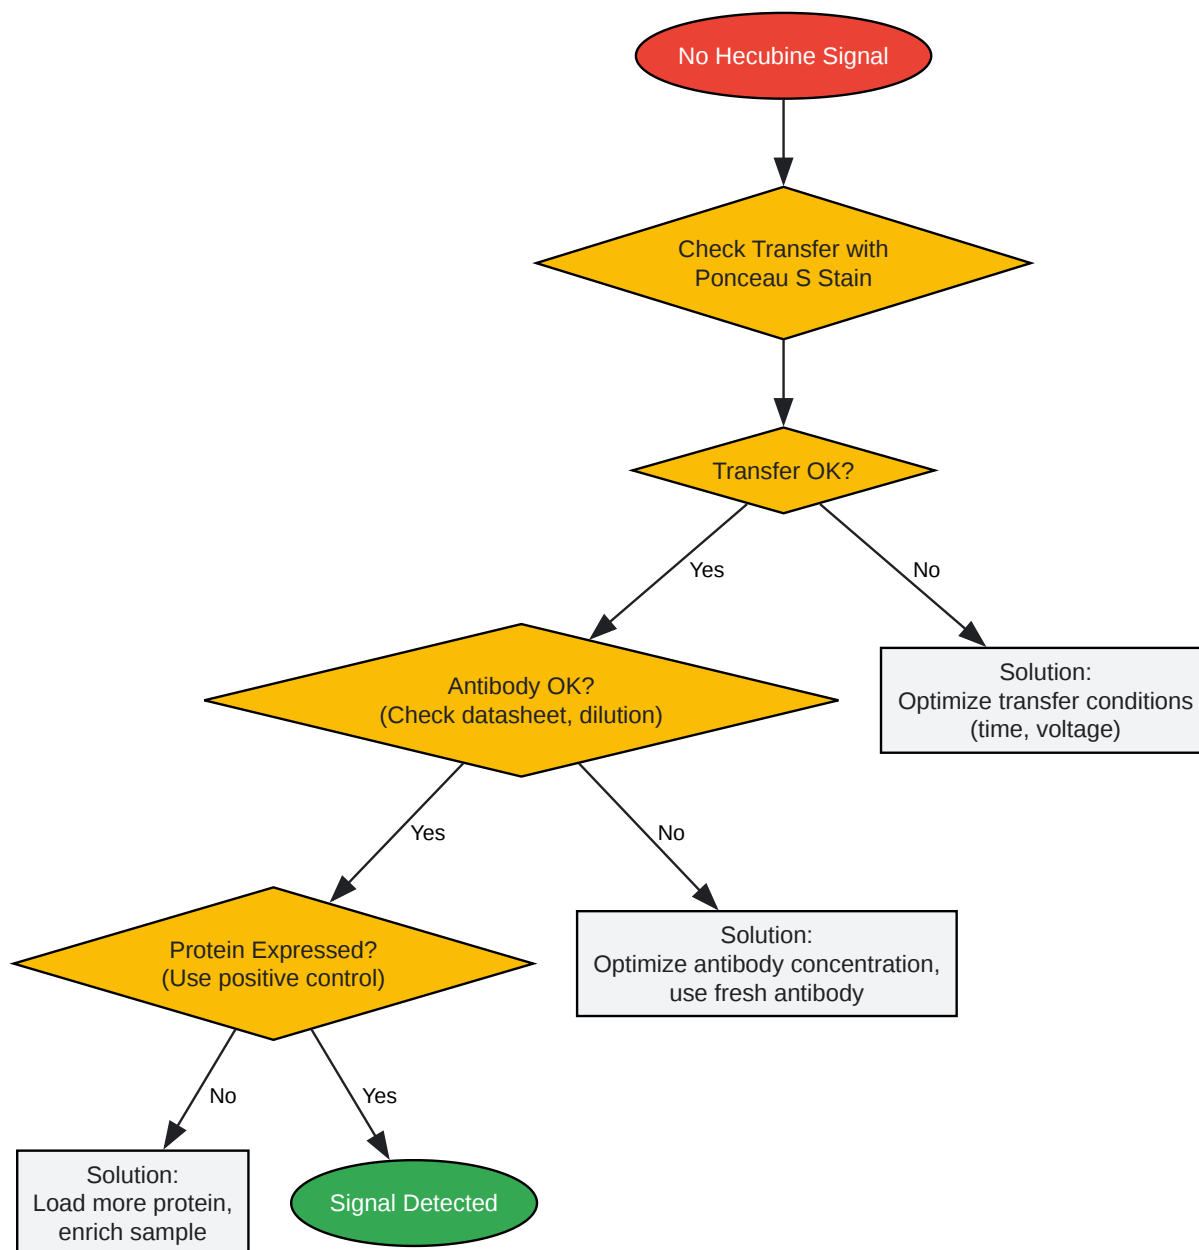 No Hecubine Signal
Check Transfer with
Ponceau S Stain
Transfer OK?
Yes
No
Antibody OK?
(Check datasheet, dilution)
Solution:
Optimize transfer conditions
(time, voltage)
Yes
No
Protein Expressed?
(Use positive control)
Solution:
Optimize antibody concentration,
use fresh antibody
No
Yes
Solution:
Load more protein,
enrich sample
Signal Detected